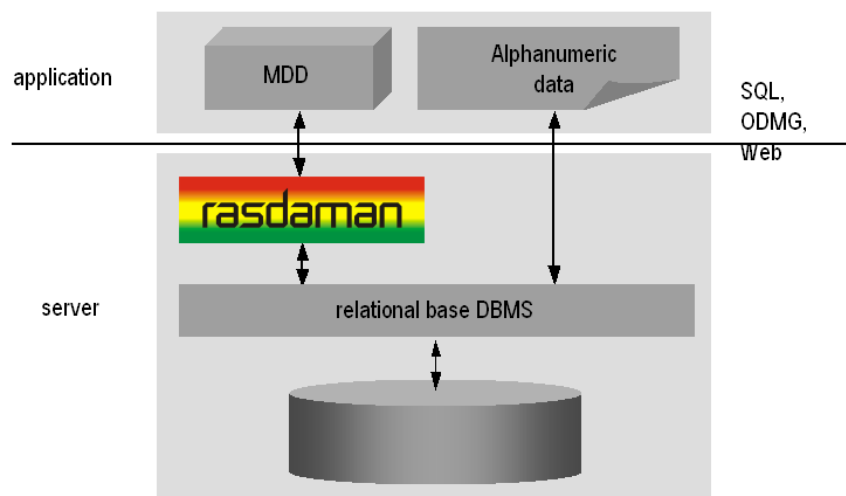 application
MDD
Alphanumeric
data
SQL,
ODMG,
Web
rasdaman
server
relational base DBMS